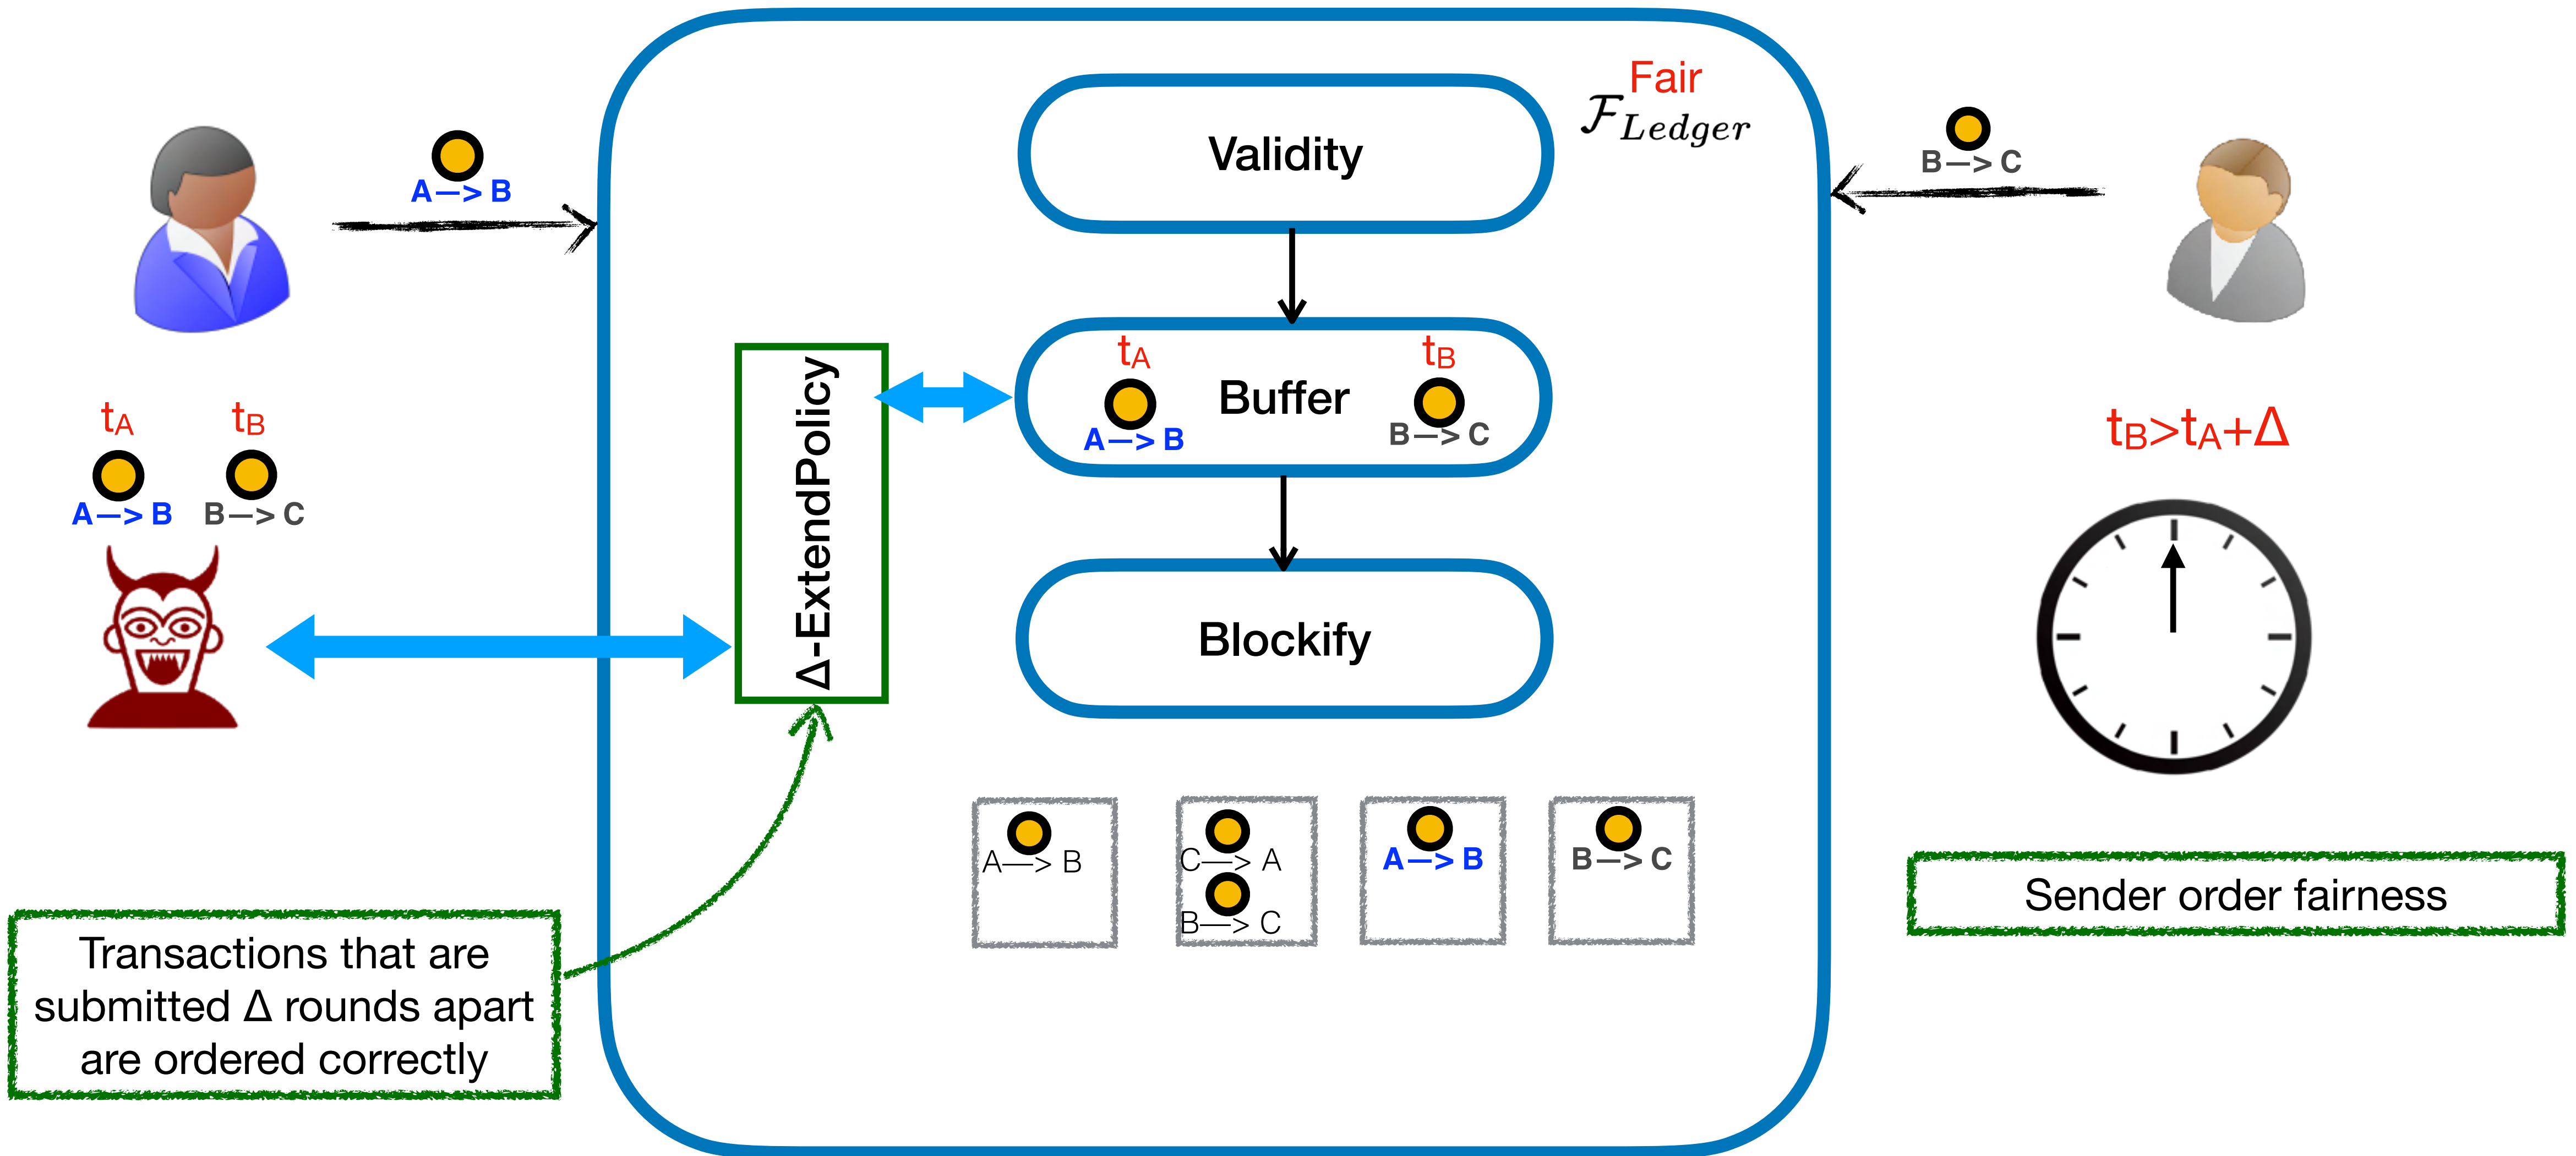 Fair
𝓕Ledger
Validity
A—> B
B—> C
tA
tB
Buffer
A—> B
B—> C
tA
tB
A—> B
B—> C
Δ-ExtendPolicy
tB>tA+Δ
Blockify
A—> B
C—> A
B—> C
A—> B
B—> C
Transactions that are
submitted Δ rounds apart
are ordered correctly
Sender order fairness